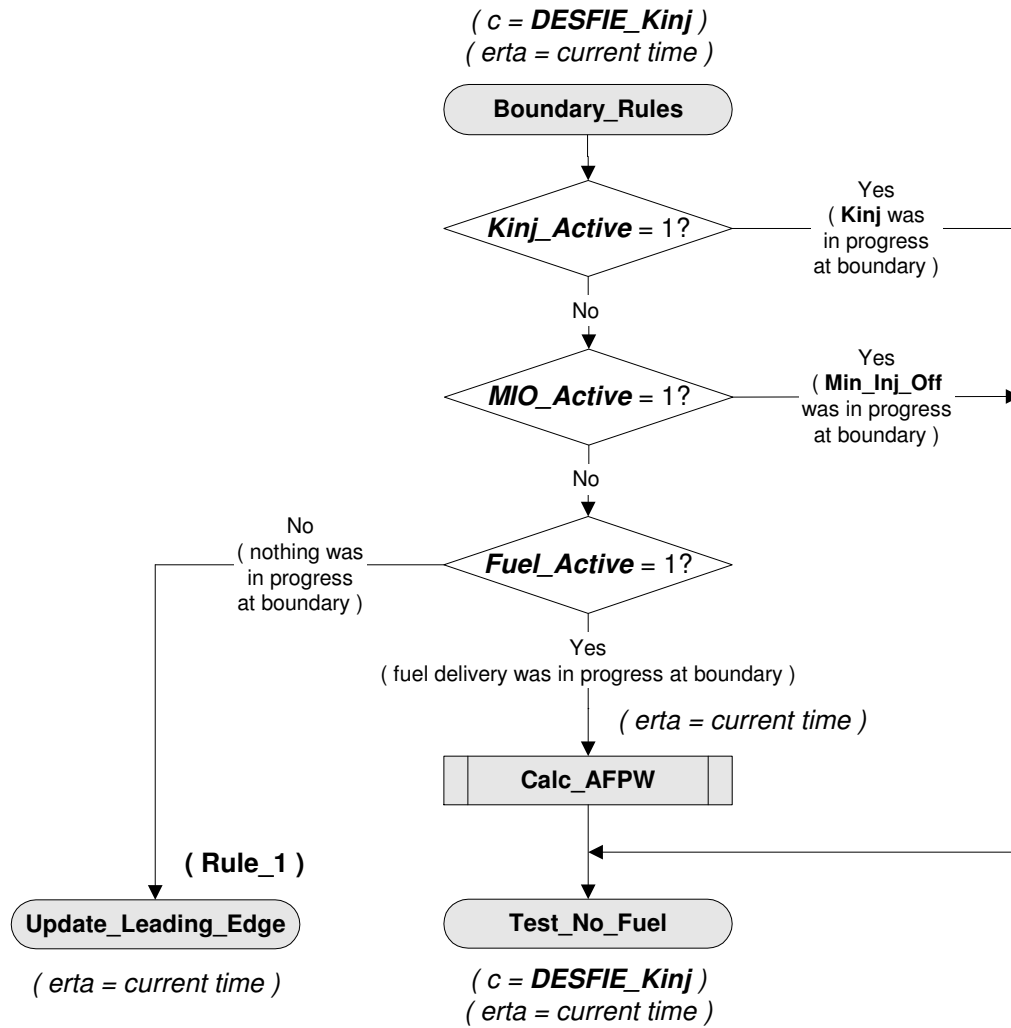 ( c = DESFIE_Kinj )
( erta = current time )
Boundary_Rules
Kinj_Active = 1?
Yes
( Kinj was
in progress
at boundary )
No
MIO_Active = 1?
Yes
( Min_Inj_Off
was in progress
at boundary )
No
Fuel_Active = 1?
No
( nothing was
in progress
at boundary )
Yes
( fuel delivery was in progress at boundary )
( erta = current time )
Calc_AFPW
( Rule_1 )
Update_Leading_Edge
( erta = current time )
Test_No_Fuel
( c = DESFIE_Kinj )
( erta = current time )